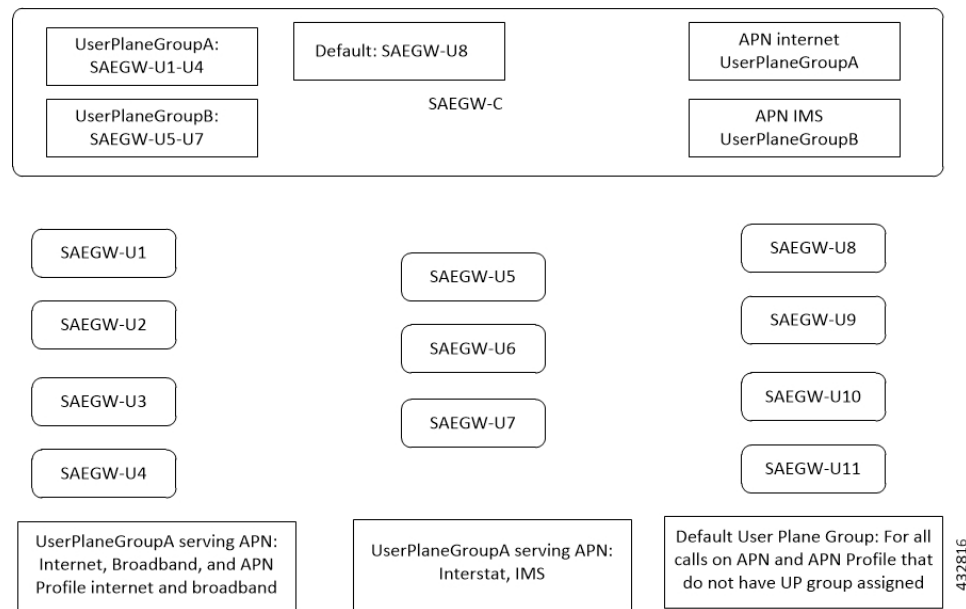 UserPlaneGroupA:
SAEGW-U1-U4
Default: SAEGW-U8
APN internet
UserPlaneGroupA
SAEGW-C
UserPlaneGroupB:
SAEGW-U5-U7
APN IMS
UserPlaneGroupB
SAEGW-U1
SAEGW-U2
SAEGW-U3
SAEGW-U4
SAEGW-U5
SAEGW-U6
SAEGW-U7
SAEGW-U8
SAEGW-U9
SAEGW-U10
SAEGW-U11
UserPlaneGroupA serving APN:
Internet, Broadband, and APN
Profile internet and broadband
UserPlaneGroupA serving APN:
Interstat, IMS
Default User Plane Group: For all
calls on APN and APN Profile that
do not have UP group assigned
432816